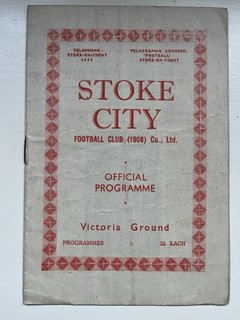 TELEPHONE:
STOKE-ON-TRENT
TELEGRAPHIC ADDRESS:
"FOOTBALL"
STOKE-ON-TRENT
STOKE
CITY
FOOTBALL CLUB (1908) Co., Ltd.
OFFICIAL
PROGRAMME
Victoria Ground
PROGRAMMES : 2d. EACH